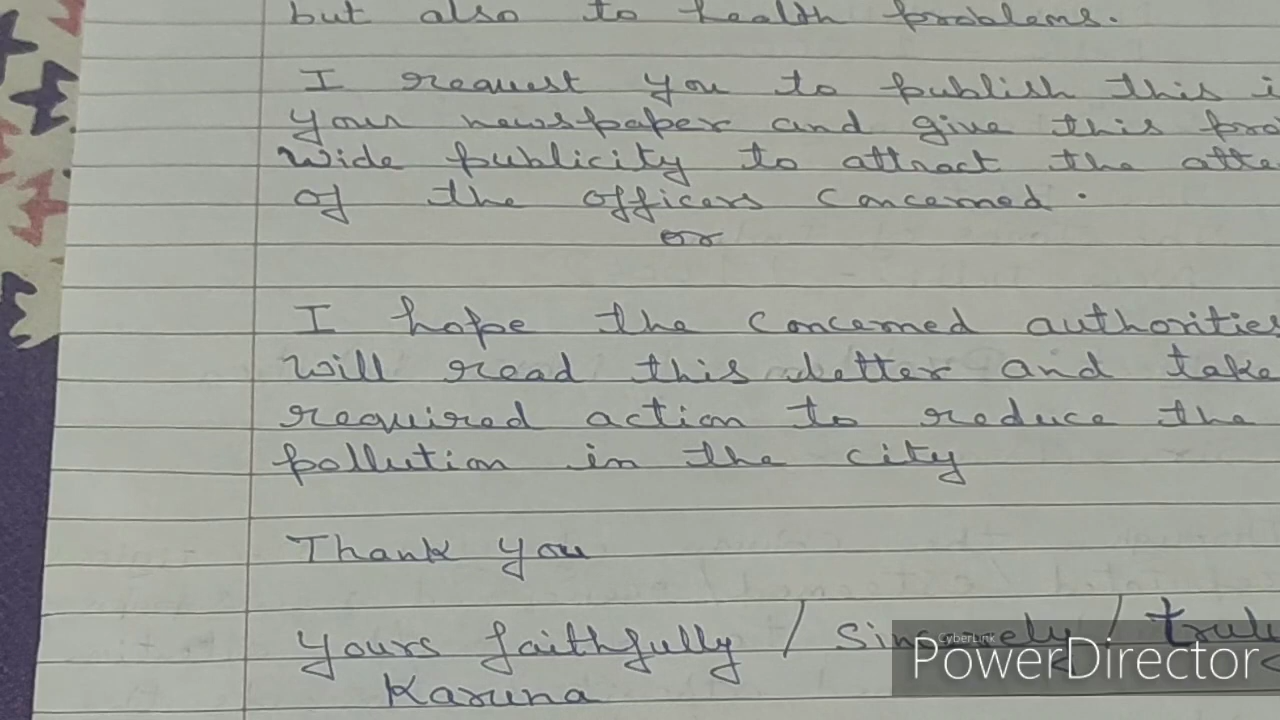 but also to health problems.
I request you to publish this
your newspaper and give this
wide publicity to attract the
of the officers concerned.
or
I hope the concerned authorities
will read this letter and take
required action to reduce the
pollution in the city
Thank you
Yours faithfully / Sincerely / truly
Karuna
CyberLink
PowerDirector